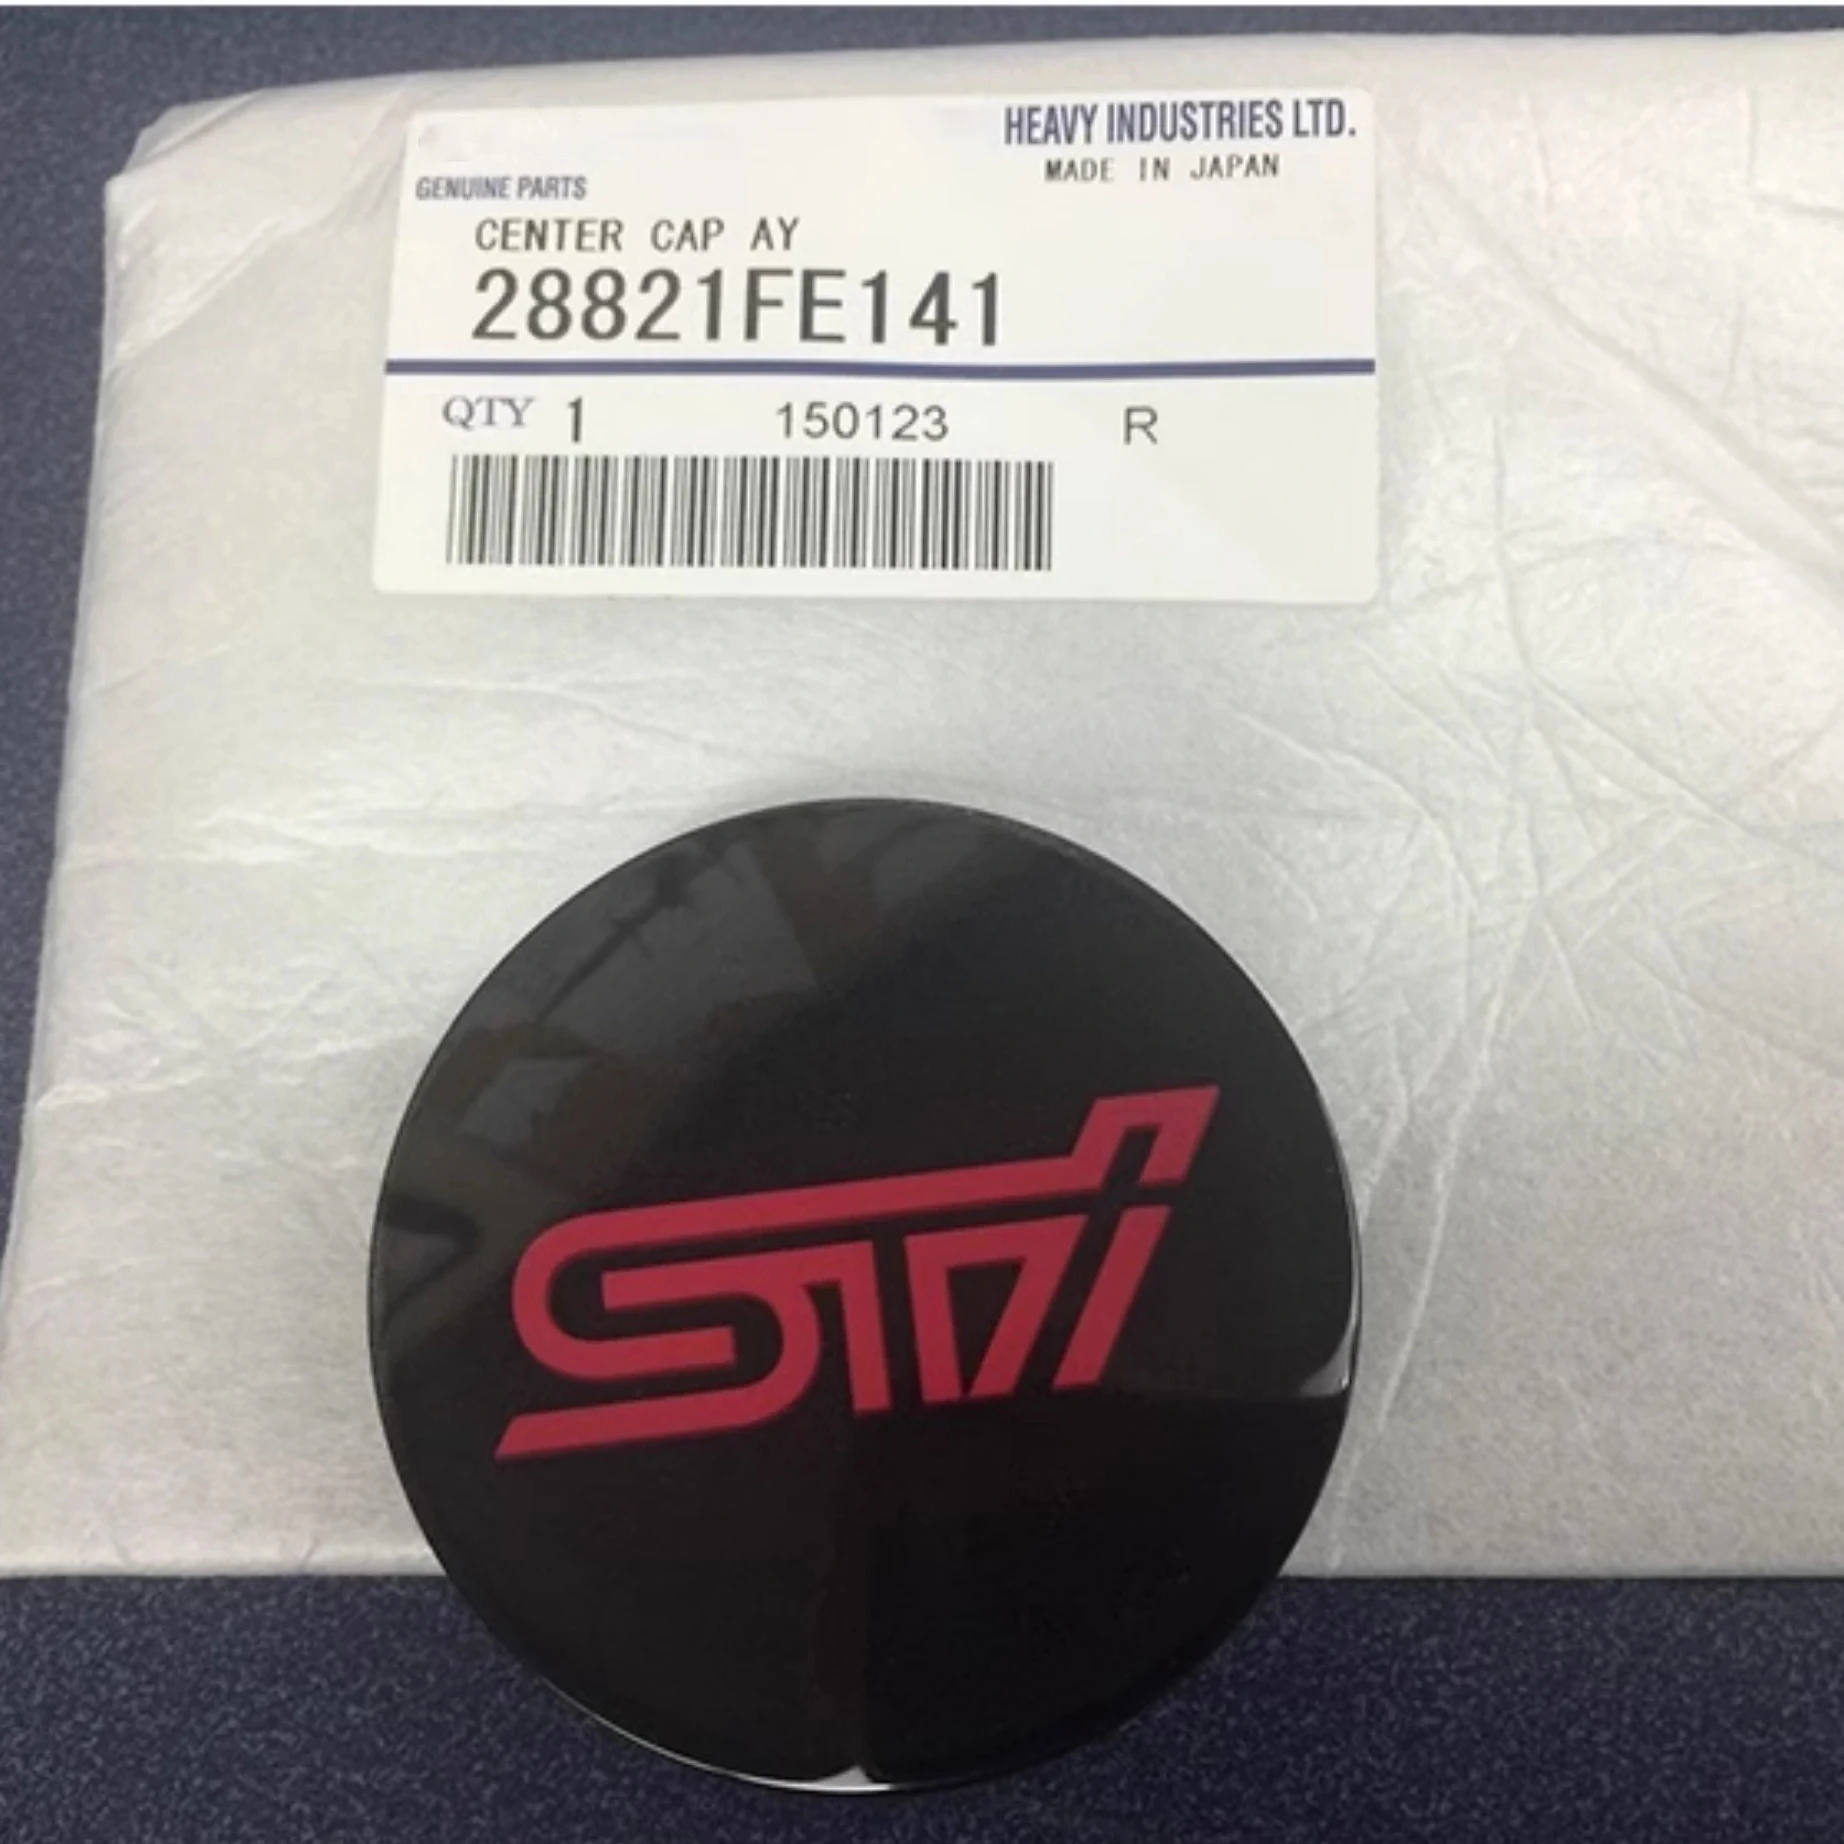 HEAVY INDUSTRIES LTD.
MADE IN JAPAN
GENUINE PARTS
CENTER CAP AY
28821FE141
QTY 1 150123 R
STi